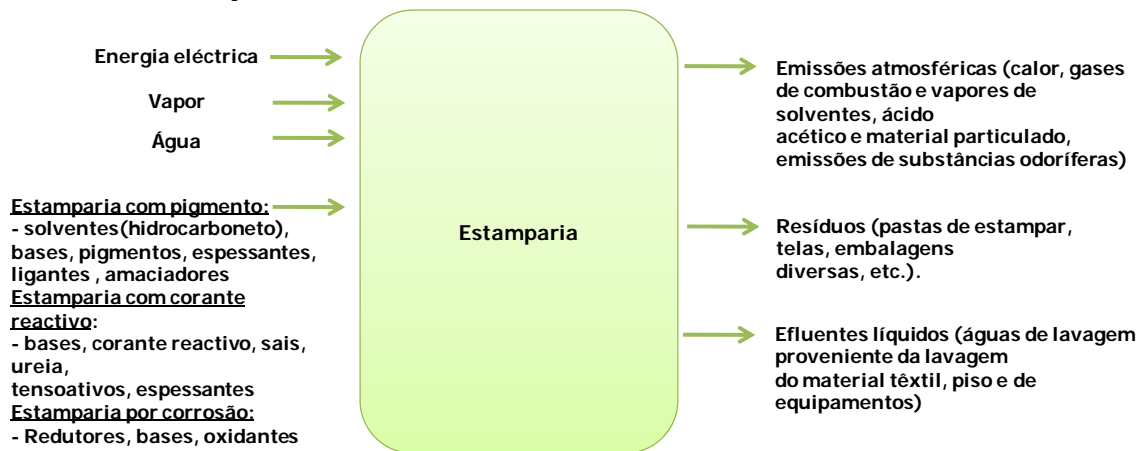 Energia eléctrica
Vapor
Água
Estamparia com pigmento:
- solventes(hidrocarboneto),
bases, pigmentos, espessantes,
ligantes , amaciadores
Estamparia com corante
reactivo:
- bases, corante reactivo, sais,
ureia,
tensoativos, espessantes
Estamparia por corrosão:
- Redutores, bases, oxidantes
Estamparia
Emissões atmosféricas (calor, gases
de combustão e vapores de
solventes, ácido
acético e material particulado,
emissões de substâncias odoríferas)
Resíduos (pastas de estampar,
telas, embalagens
diversas, etc.).
Efluentes líquidos (águas de lavagem
proveniente da lavagem
do material têxtil, piso e de
equipamentos)